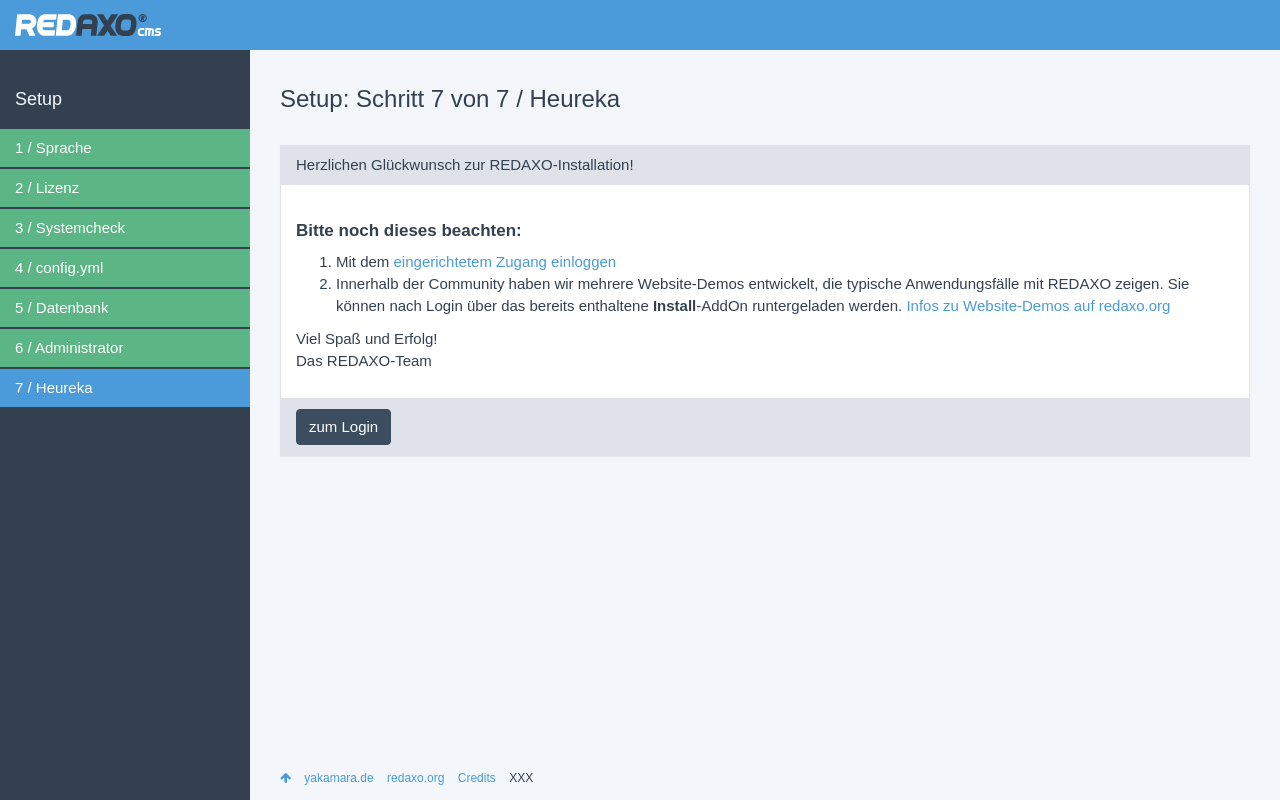 REDAXO® cms
Setup
1 / Sprache
2 / Lizenz
3 / Systemcheck
4 / config.yml
5 / Datenbank
6 / Administrator
7 / Heureka
Setup: Schritt 7 von 7 / Heureka
Herzlichen Glückwunsch zur REDAXO-Installation!
Bitte noch dieses beachten:
1. Mit dem eingerichtetem Zugang einloggen
2. Innerhalb der Community haben wir mehrere Website-Demos entwickelt, die typische Anwendungsfälle mit REDAXO zeigen. Sie
können nach Login über das bereits enthaltene Install-AddOn runtergeladen werden. Infos zu Website-Demos auf redaxo.org
Viel Spaß und Erfolg!
Das REDAXO-Team
zum Login
yakamara.de redaxo.org Credits XXX